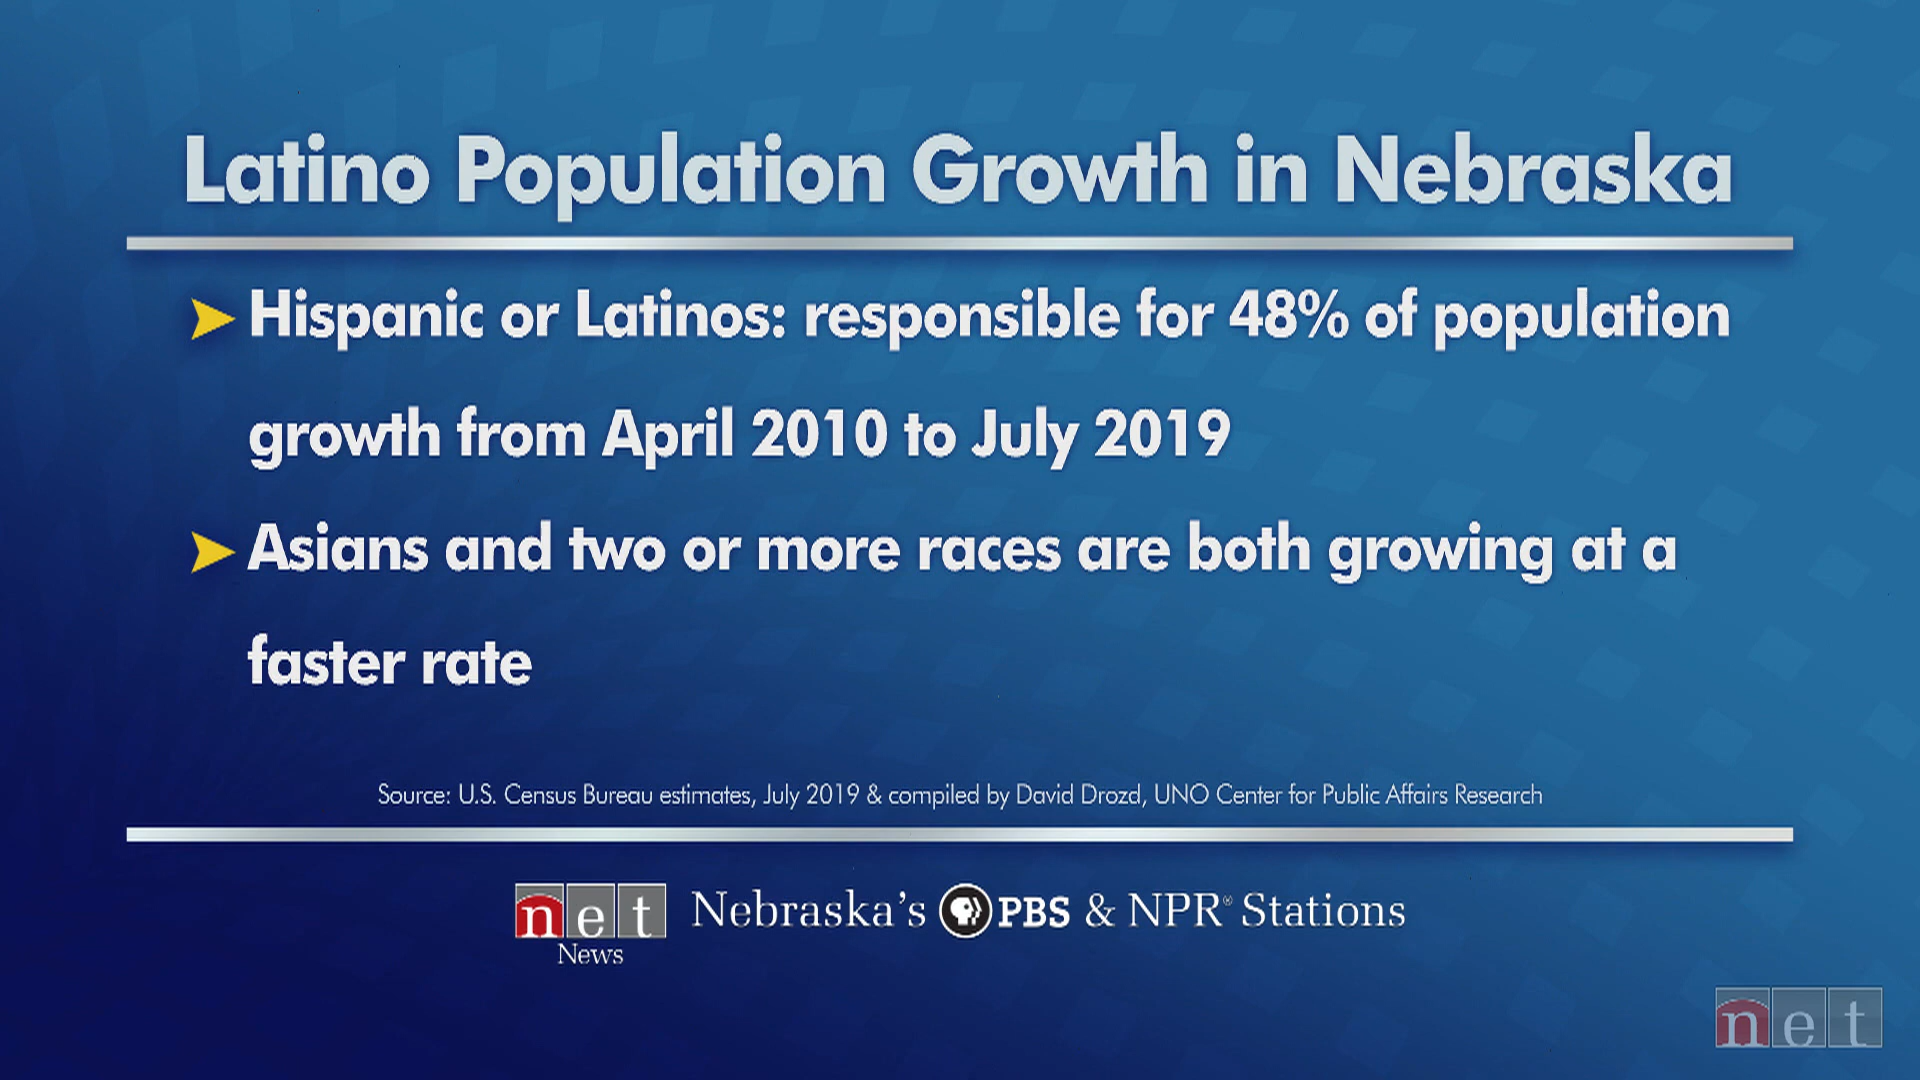 Latino Population Growth in Nebraska
➤ Hispanic or Latinos: responsible for 48% of population
growth from April 2010 to July 2019
➤ Asians and two or more races are both growing at a
faster rate
Source: U.S. Census Bureau estimates, July 2019 & compiled by David Drozd, UNO Center for Public Affairs Research
net Nebraska's PBS & NPR® Stations
News
net